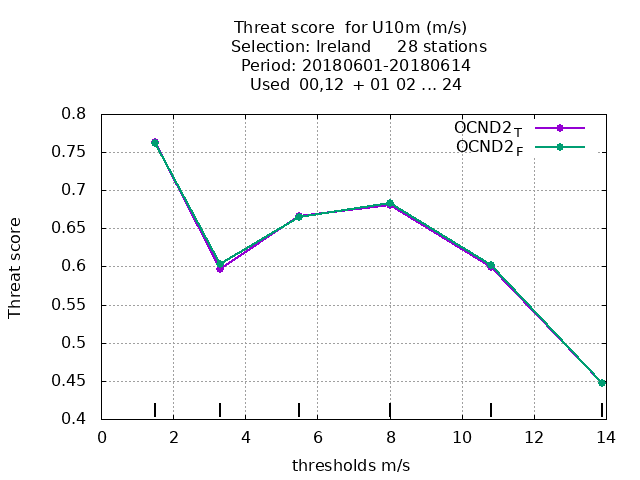 Threat score  for U10m (m/s)
Selection: Ireland     28 stations
Period: 20180601-20180614
Used  00,12  + 01 02 ... 24
OCND2_T
OCND2_F
0.8
0.75
0.7
0.65
0.6
0.55
0.5
0.45
0.4
Threat score
0 2 4 6 8 10 12 14
thresholds m/s